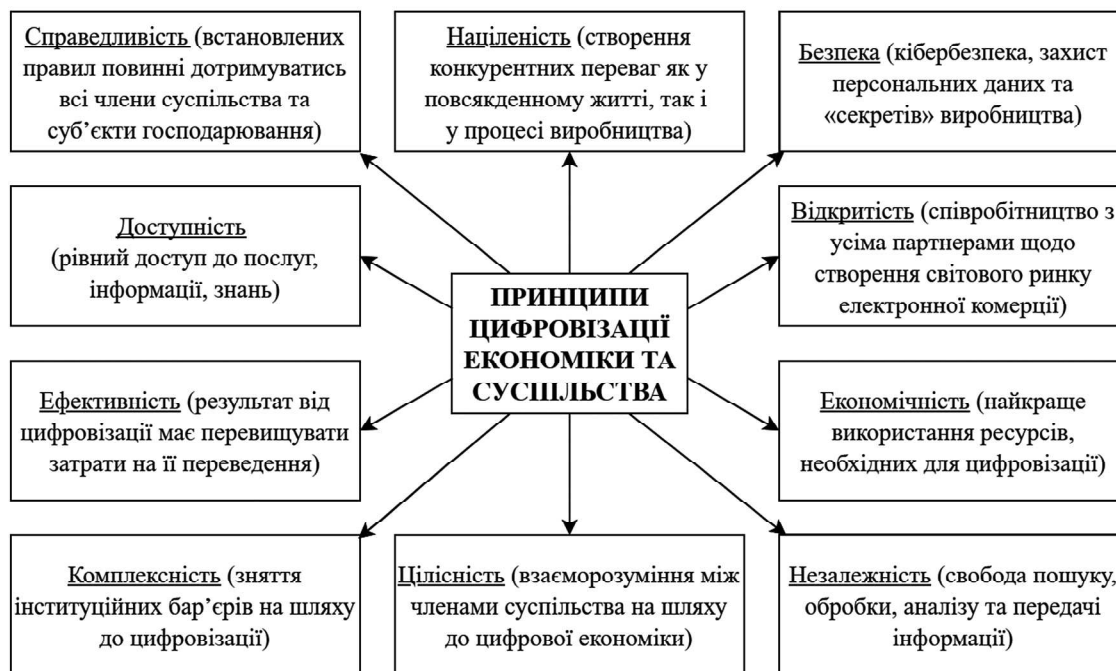 Справедливість (встановлених
правил повинні дотримуватись
всі члени суспільства та
суб’єкти господарювання)
Націленість (створення
конкурентних переваг як у
повсякденному житті, так і
у процесі виробництва)
Безпека (кібербезпека, захист
персональних даних та
«секретів» виробництва)
Доступність
(рівний доступ до послуг,
інформації, знань)
Відкритість (співробітництво з
усіма партнерами щодо
створення світового ринку
електронної комерції)
ПРИНЦИПИ
ЦИФРОВІЗАЦІЇ
ЕКОНОМІКИ ТА
СУСПІЛЬСТВА
Ефективність (результат від
цифровізації має перевищувати
затрати на її переведення)
Економічність (найкраще
використання ресурсів,
необхідних для цифровізації)
Комплексність (зняття
інституційних бар’єрів на шляху
до цифровізації)
Цілісність (взаєморозуміння між
членами суспільства на шляху
до цифрової економіки)
Незалежність (свобода пошуку,
обробки, аналізу та передачі
інформації)